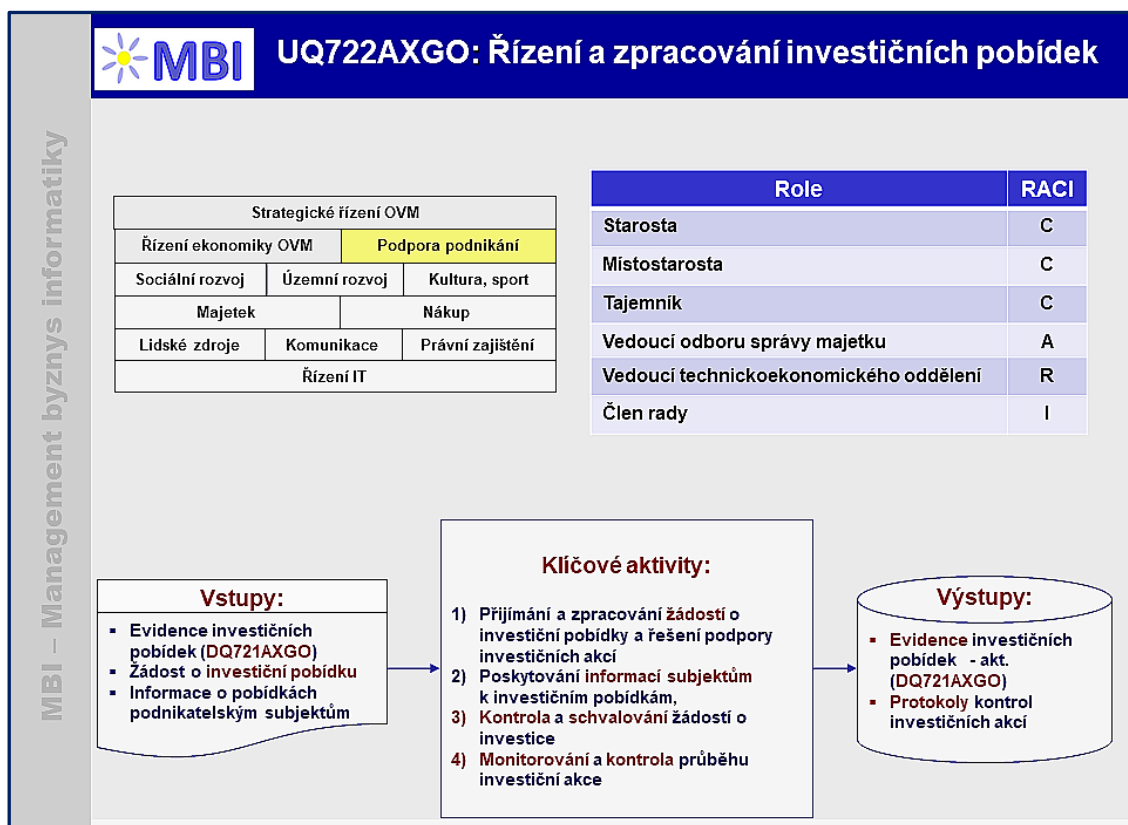 MBI
UQ722AXGO: Řízení a zpracování investičních pobídek
MBI – Management byznys informatiky
Strategické řízení OVM
Řízení ekonomiky OVM
Podpora podnikání
Sociální rozvoj
Územní rozvoj
Kultura, sport
Majetek
Nákup
Lidské zdroje
Komunikace
Právní zajištění
Řízení IT
Role RACI
Starosta C
Místostarosta C
Tajemník C
Vedoucí odboru správy majetku A
Vedoucí technickoekonomického oddělení R
Člen rady I
Vstupy:
▪ Evidence investičních
pobídek (DQ721AXGO)
▪ Žádost o investiční pobídku
▪ Informace o pobídkách
podnikatelským subjektům
Klíčové aktivity:
1) Přijímání a zpracování žádostí o
investiční pobídky a řešení podpory
investičních akcí
2) Poskytování informací subjektům
k investičním pobídkám,
3) Kontrola a schvalování žádostí o
investice
4) Monitorování a kontrola průběhu
investiční akce
Výstupy:
▪ Evidence investičních
pobídek - akt.
(DQ721AXGO)
▪ Protokoly kontrol
investičních akcí